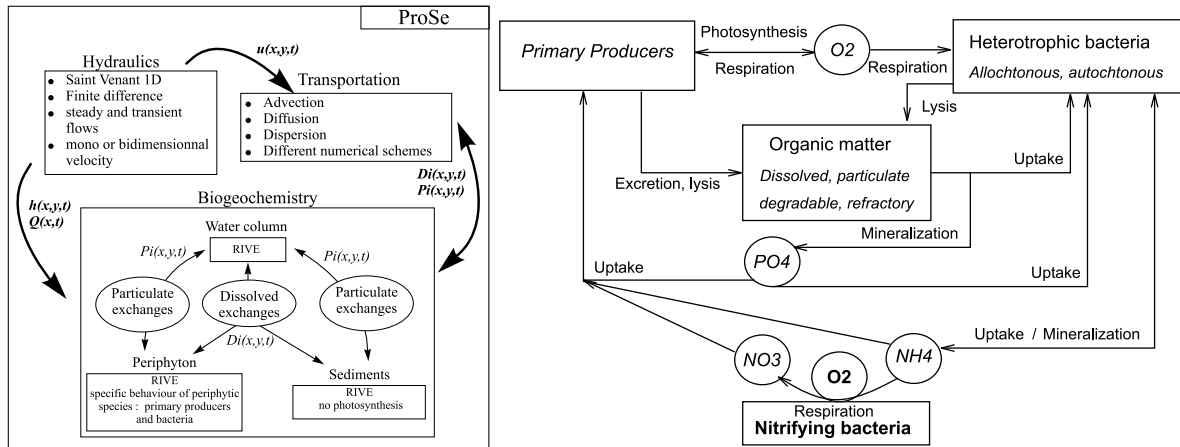 ProSe
u(x,y,t)
Hydraulics
• Saint Venant 1D
• Finite difference
• steady and transient
flows
• mono or bidimensionnal
velocity
Transportation
• Advection
• Diffusion
• Dispersion
• Different numerical schemes
h(x,y,t)
Q(x,t)
Di(x,y,t)
Pi(x,y,t)
Biogeochemistry
Water column
RIVE
Pi(x,y,t)
Pi(x,y,t)
Particulate
exchanges
Dissolved
exchanges
Particulate
exchanges
Di(x,y,t)
Periphyton
RIVE
specific behaviour of periphytic
species : primary producers
and bacteria
Sediments
RIVE
no photosynthesis
Primary Producers
Photosynthesis
Respiration
O2
Respiration
Heterotrophic bacteria
Allochtonous, autochtonous
Lysis
Organic matter
Dissolved, particulate
degradable, refractory
Excretion, lysis
Uptake
Mineralization
PO4
Uptake
Uptake
Uptake / Mineralization
NO3
NH4
O2
Respiration
Nitrifying bacteria